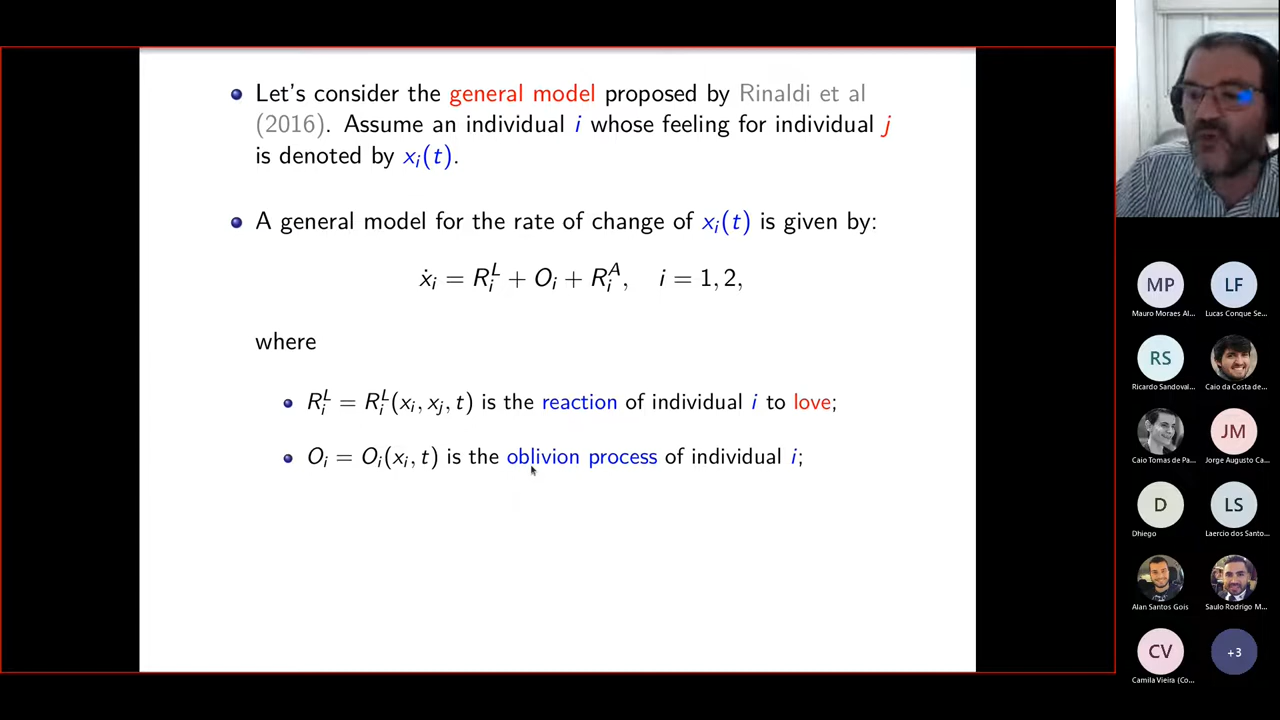 Let's consider the general model proposed by Rinaldi et al
(2016). Assume an individual i whose feeling for individual j
is denoted by xᵢ(t).
A general model for the rate of change of xᵢ(t) is given by:
ẋᵢ = Rᵢᴸ + Oᵢ + Rᵢᴬ, i = 1, 2,
where
Rᵢᴸ = Rᵢᴸ(xᵢ, xⱼ, t) is the reaction of individual i to love;
Oᵢ = Oᵢ(xᵢ, t) is the oblivion process of individual i;
MP LF
Mauro Moraes Al... Lucas Conque Se...
RS
Ricardo Sandoval... Caio da Costa de...
JM
Caio Tomas de Pa... Jorge Augusto Ca...
D LS
Dhiego Laercio dos Santo...
Alan Santos Gois Saulo Rodrigo M...
CV +3
Camila Vieira (Co...